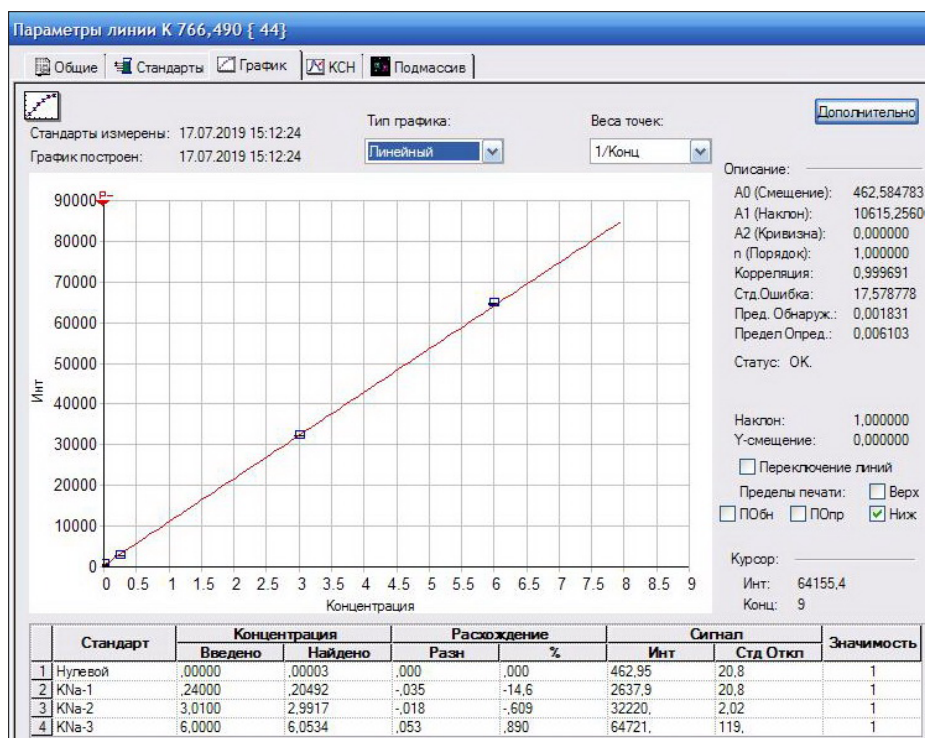 Параметры линии K 766,490 { 44}
Общие Стандарты График КСН Подмассив
Стандарты измерены: 17.07.2019 15:12:24
График построен: 17.07.2019 15:12:24
Тип графика:
Линейный
Веса точек:
1/Конц
Дополнительно
Описание:
A0 (Смещение): 462,584783
A1 (Наклон): 10615,2560
A2 (Кривизна): 0,000000
n (Порядок): 1,000000
Корреляция: 0,999691
Стд.Ошибка: 17,578778
Пред. Обнаруж.: 0,001831
Предел Опред.: 0,006103
Статус: OK.
Наклон: 1,000000
Y-смещение: 0,000000
Переключение линий
Пределы печати: Верх
ПОбн ПОпр Ниж
Курсор:
Инт: 64155,4
Конц: 9
90000
80000
70000
60000
50000
40000
30000
20000
10000
0
Инт
0 0.5 1 1.5 2 2.5 3 3.5 4 4.5 5 5.5 6 6.5 7 7.5 8 8.5 9
Концентрация
Стандарт Концентрация Расхождение Сигнал Значимость
Введено Найдено Разн % Инт Стд Откл
1 Нулевой ,00000 ,00003 ,000 ,000 462,95 20,8 1
2 KNa-1 ,24000 ,20492 -,035 -14,6 2637,9 20,8 1
3 KNa-2 3,0100 2,9917 -,018 -,609 32220, 2,02 1
4 KNa-3 6,0000 6,0534 ,053 ,890 64721, 119, 1